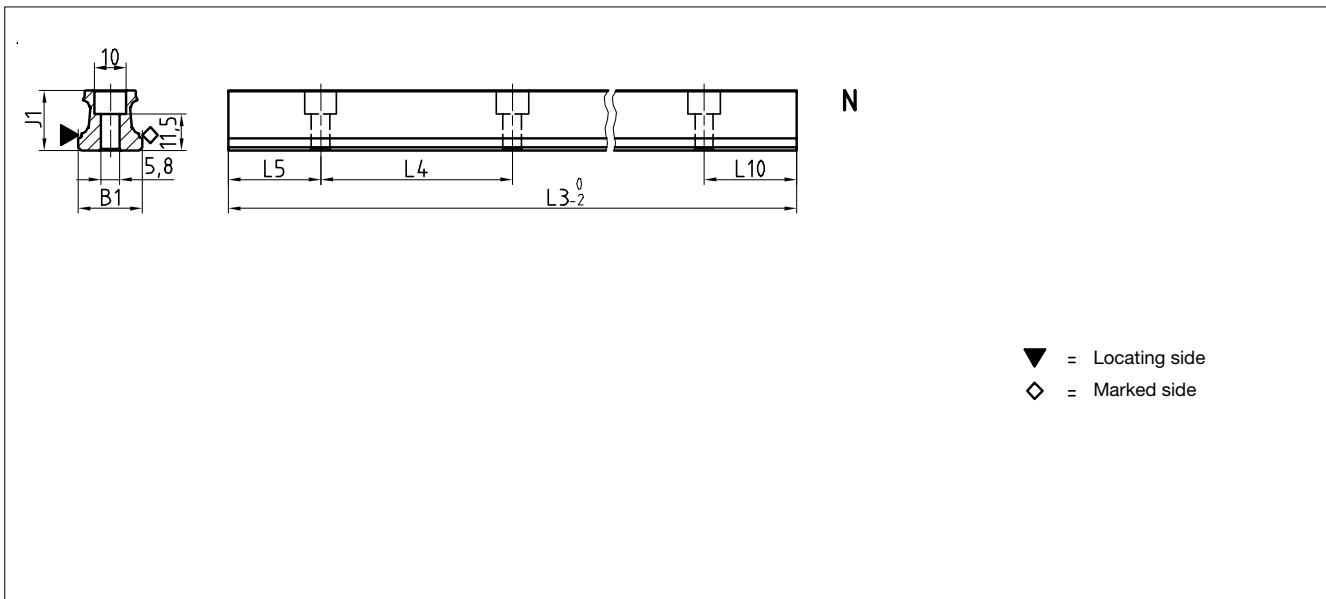 10
N
J1
11,5
5,8
B1
L5
L4
L10
L3 0 -2
▼ = Locating side
◇ = Marked side